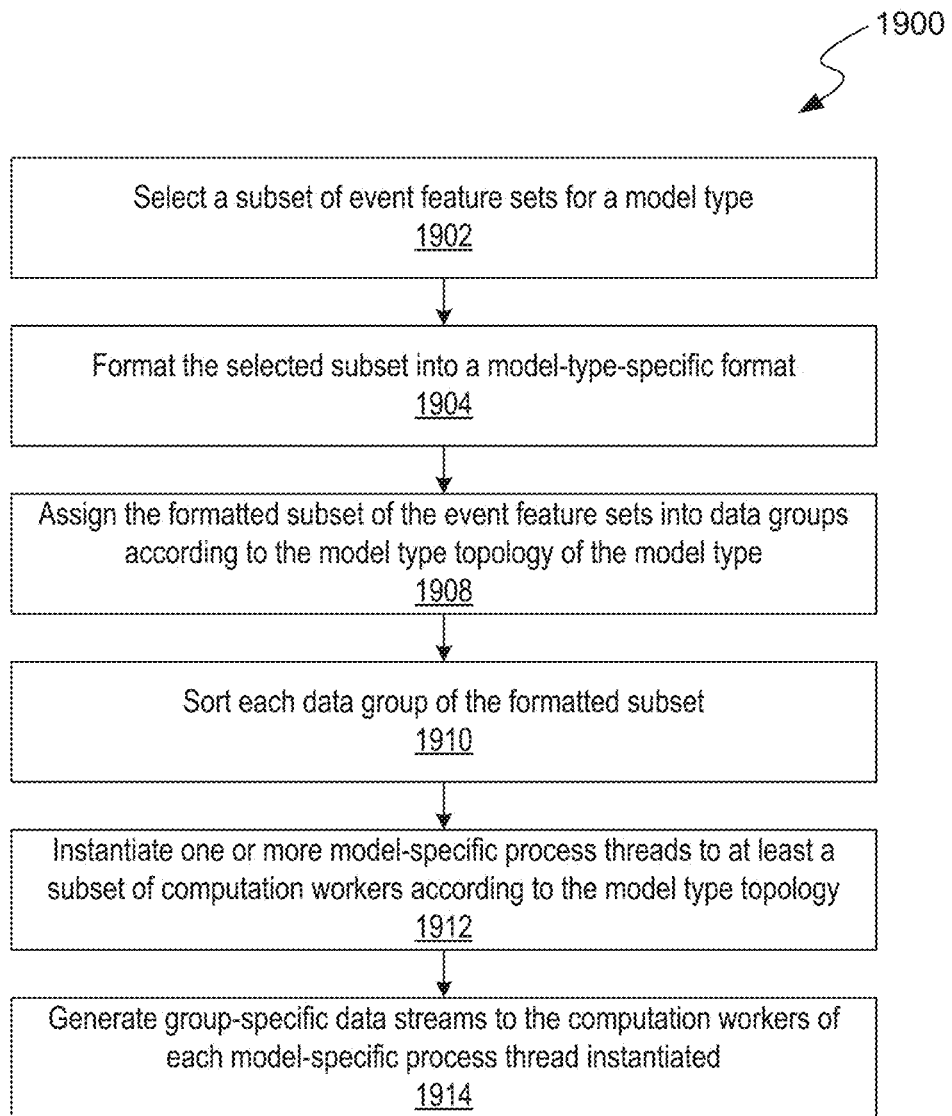 1900
Select a subset of event feature sets for a model type
1902
Format the selected subset into a model-type-specific format
1904
Assign the formatted subset of the event feature sets into data groups
according to the model type topology of the model type
1908
Sort each data group of the formatted subset
1910
Instantiate one or more model-specific process threads to at least a
subset of computation workers according to the model type topology
1912
Generate group-specific data streams to the computation workers of
each model-specific process thread instantiated
1914